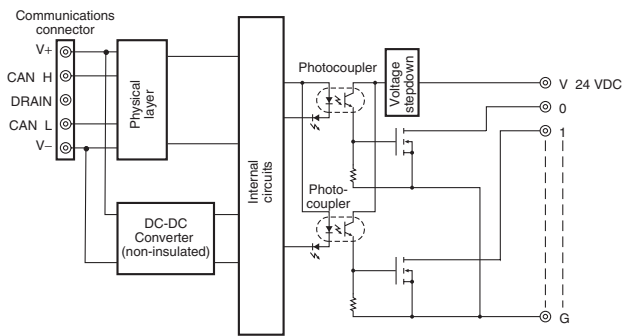 Communications
connector
V+
CAN H
DRAIN
CAN L
V−
Physical
layer
DC-DC
Converter
(non-insulated)
Internal
circuits
Photocoupler
Photo-
coupler
Voltage
stepdown
V 24 VDC
0
1
G